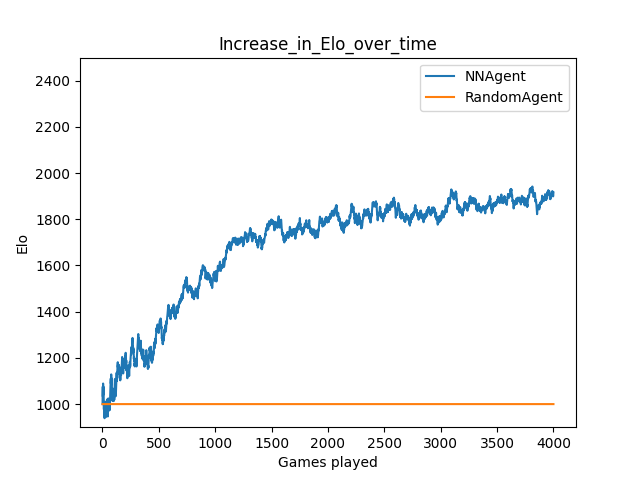 Increase_in_Elo_over_time
NNAgent
RandomAgent
2400
2200
2000
1800
1600
1400
1200
1000
Elo
0 500 1000 1500 2000 2500 3000 3500 4000
Games played